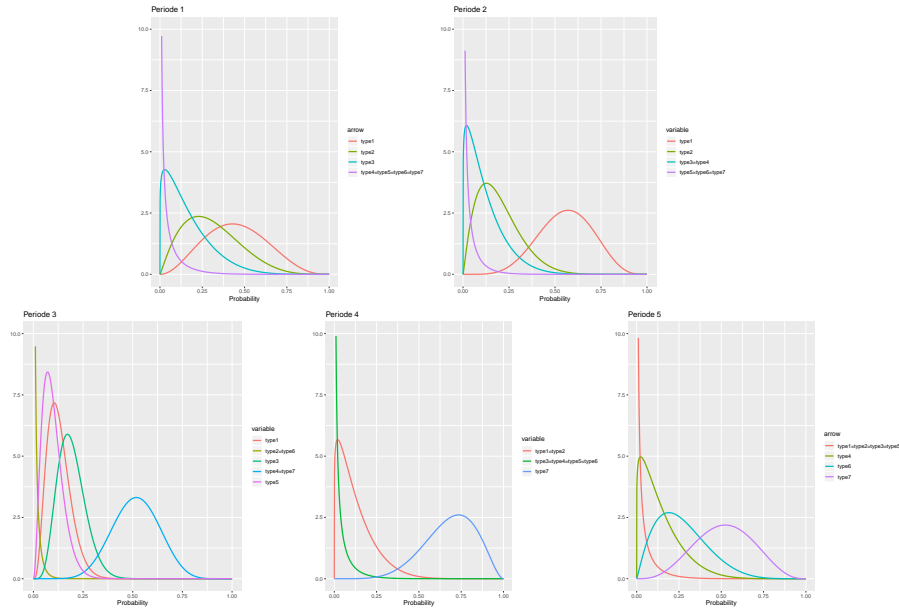 Periode 1
10.0
7.5
5.0
2.5
0.0
0.00 0.25 0.50 0.75 1.00
Probability
arrow
type1
type2
type3
type4=type5=type6=type7
Periode 2
10.0
7.5
5.0
2.5
0.0
0.00 0.25 0.50 0.75 1.00
Probability
variable
type1
type2
type3=type4
type5=type6=type7
Periode 3
10.0
7.5
5.0
2.5
0.0
0.00 0.25 0.50 0.75 1.00
Probability
variable
type1
type2=type6
type3
type4=type7
type5
Periode 4
10.0
7.5
5.0
2.5
0.0
0.00 0.25 0.50 0.75 1.00
Probability
variable
type1=type2
type3=type4=type5=type6
type7
Periode 5
10.0
7.5
5.0
2.5
0.0
0.00 0.25 0.50 0.75 1.00
Probability
arrow
type1=type2=type3=type5
type4
type6
type7